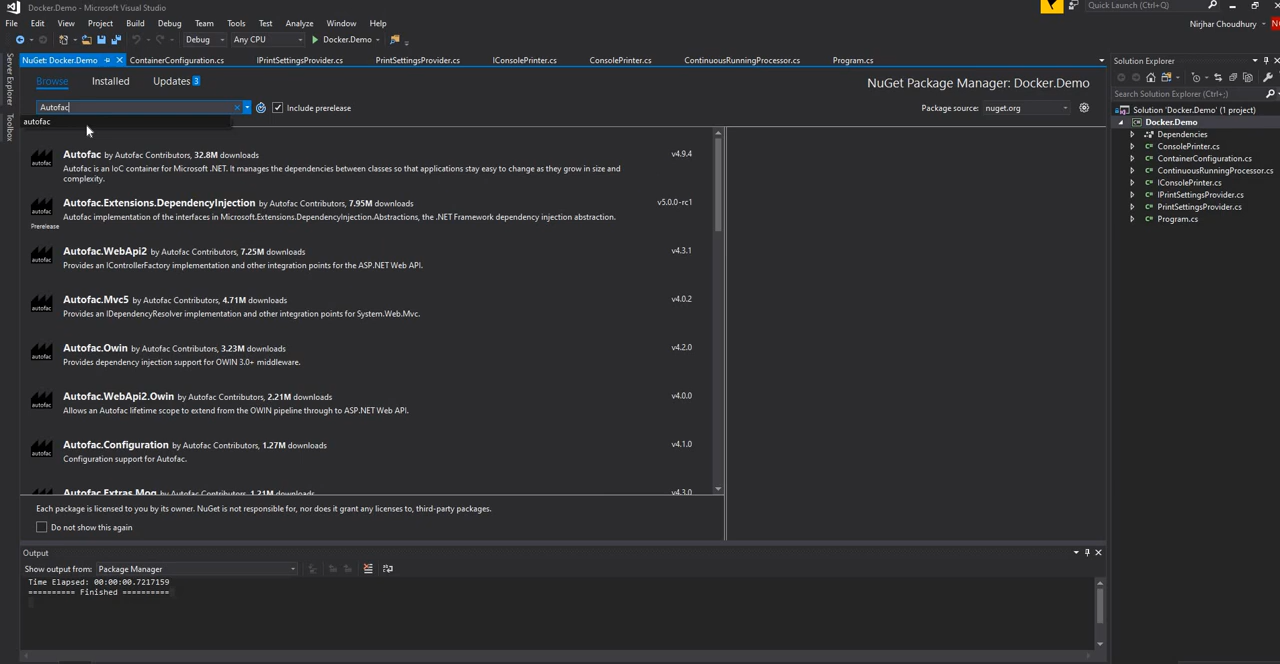 Docker.Demo - Microsoft Visual Studio
Quick Launch (Ctrl+Q)
File Edit View Project Build Debug Team Tools Test Analyze Window Help
Nirjhar Choudhury
Debug Any CPU Docker.Demo
NuGet: Docker.Demo ContainerConfiguration.cs IPrintSettingsProvider.cs PrintSettingsProvider.cs IConsolePrinter.cs ConsolePrinter.cs ContinuousRunningProcessor.cs Program.cs
Server Explorer
Toolbox
Browse Installed Updates 3
NuGet Package Manager: Docker.Demo
Autofac
Include prerelease
Package source: nuget.org
autofac
Autofac by Autofac Contributors, 32.8M downloads v4.9.4
Autofac is an IoC container for Microsoft .NET. It manages the dependencies between classes so that applications stay easy to change as they grow in size and
complexity.
Autofac.Extensions.DependencyInjection by Autofac Contributors, 7.95M downloads v5.0.0-rc1
Autofac implementation of the interfaces in Microsoft.Extensions.DependencyInjection.Abstractions, the .NET Framework dependency injection abstraction.
Prerelease
Autofac.WebApi2 by Autofac Contributors, 7.25M downloads v4.3.1
Provides an IControllerFactory implementation and other integration points for the ASP.NET Web API.
Autofac.Mvc5 by Autofac Contributors, 4.71M downloads v4.0.2
Provides an IDependencyResolver implementation and other integration points for System.Web.Mvc.
Autofac.Owin by Autofac Contributors, 3.23M downloads v4.2.0
Provides dependency injection support for OWIN 3.0+ middleware.
Autofac.WebApi2.Owin by Autofac Contributors, 2.21M downloads v4.0.0
Allows an Autofac lifetime scope to extend from the OWIN pipeline through to ASP.NET Web API.
Autofac.Configuration by Autofac Contributors, 1.27M downloads v4.1.0
Configuration support for Autofac.
Autofac.Extras.Moq by Autofac Contributors, 1.21M downloads v4.3.0
Each package is licensed to you by its owner. NuGet is not responsible for, nor does it grant any licenses to, third-party packages.
Do not show this again
Output
Show output from: Package Manager
Time Elapsed: 00:00:00.7217159
========== Finished ==========
Solution Explorer
Search Solution Explorer (Ctrl+;)
Solution 'Docker.Demo' (1 project)
Docker.Demo
Dependencies
ConsolePrinter.cs
ContainerConfiguration.cs
ContinuousRunningProcessor.cs
IConsolePrinter.cs
IPrintSettingsProvider.cs
PrintSettingsProvider.cs
Program.cs